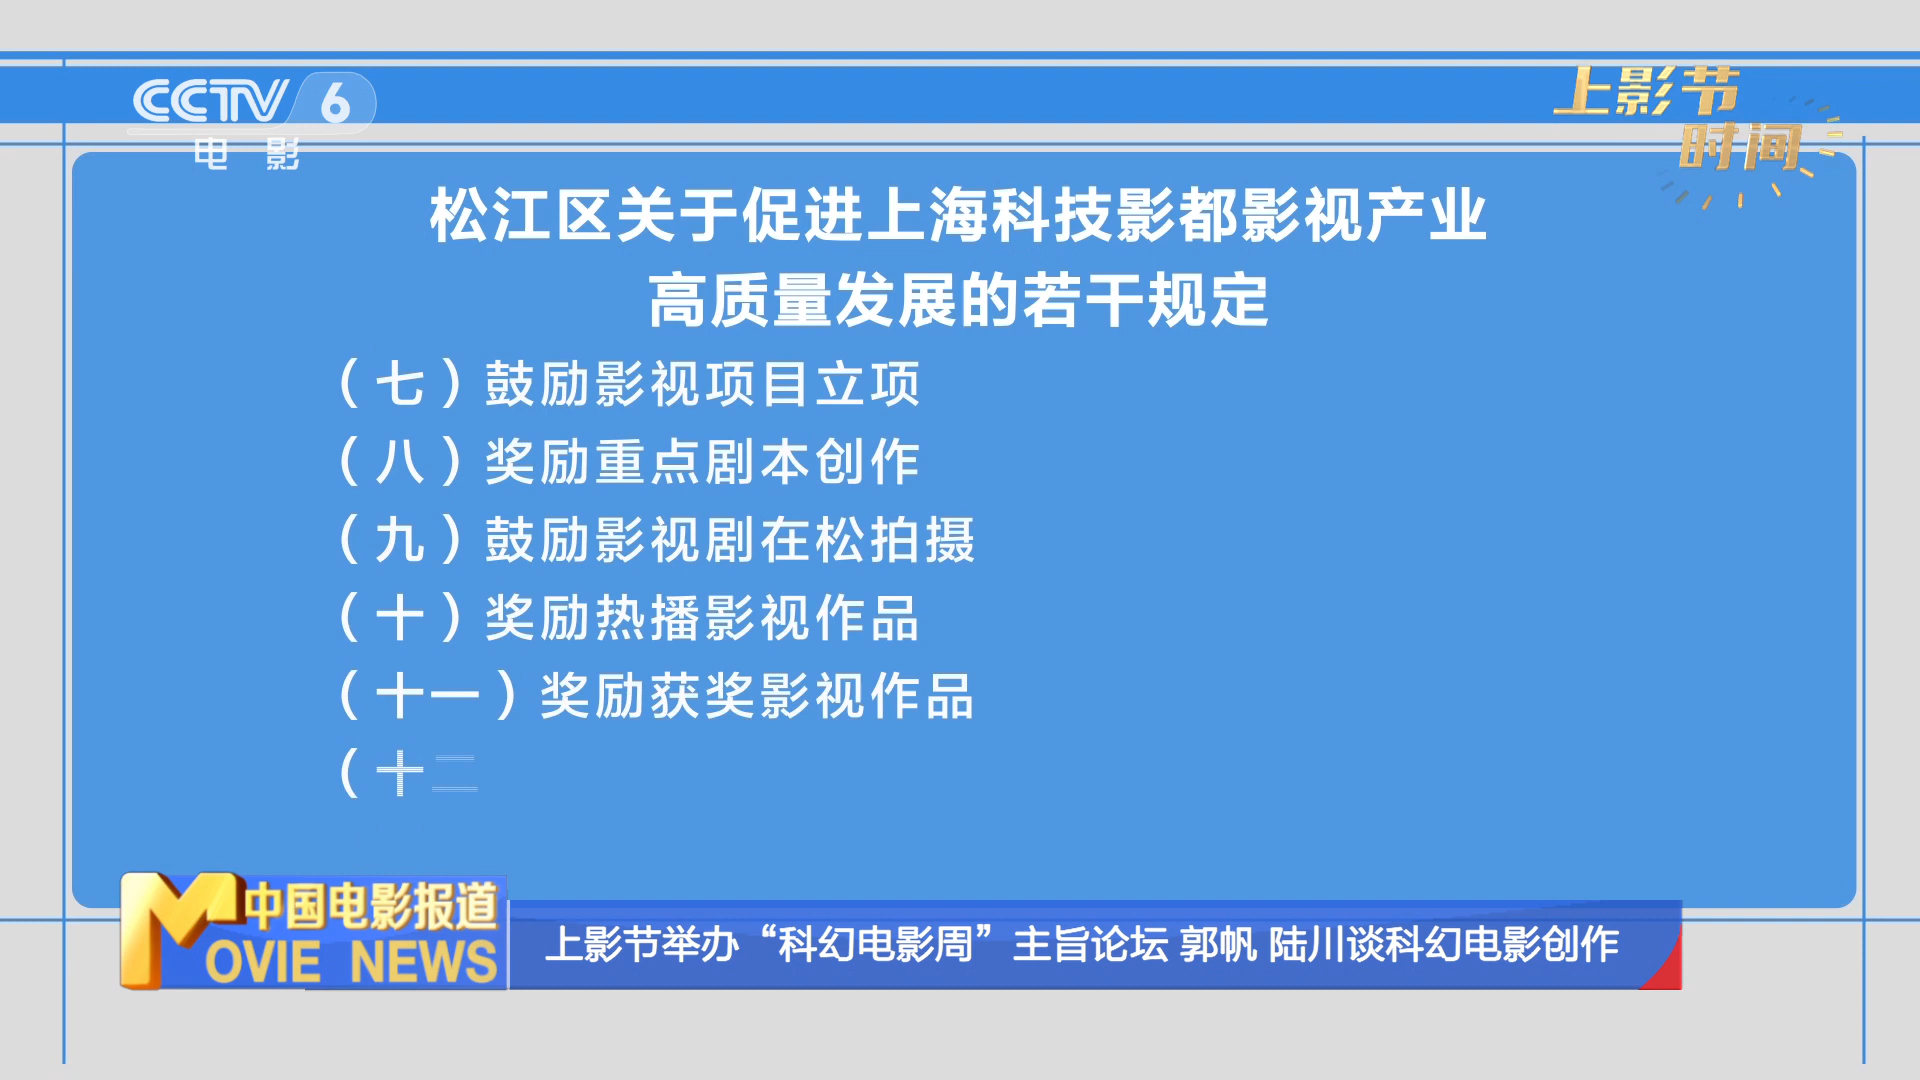 CCTV 6
电影
上影节
时间
松江区关于促进上海科技影都影视产业
高质量发展的若干规定
（七）鼓励影视项目立项
（八）奖励重点剧本创作
（九）鼓励影视剧在松拍摄
（十）奖励热播影视作品
（十一）奖励获奖影视作品
（十二
中国电影报道
MOVIE NEWS
上影节举办“科幻电影周”主旨论坛 郭帆 陆川谈科幻电影创作